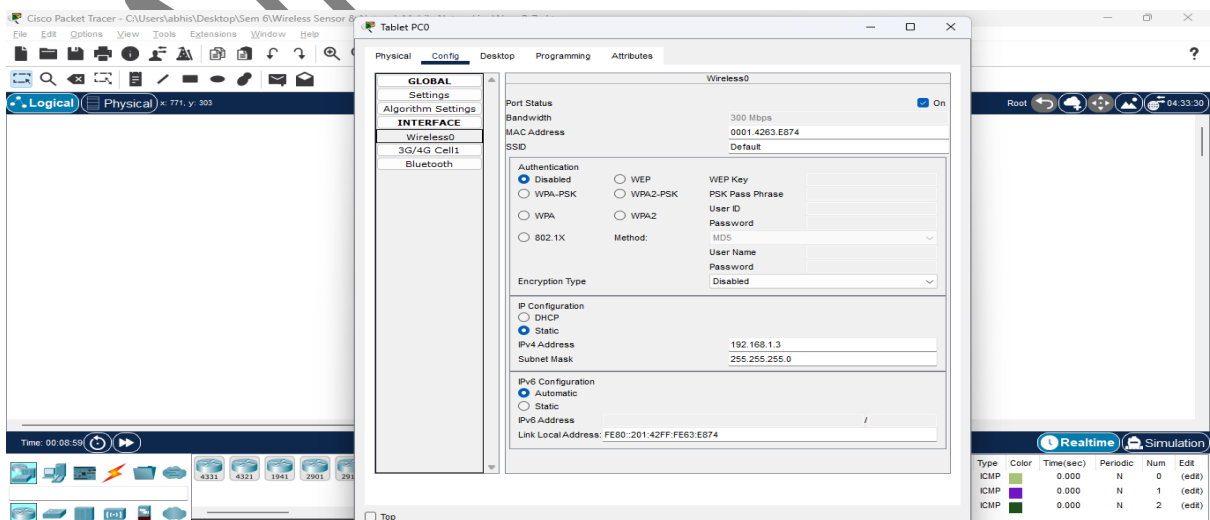 Cisco Packet Tracer - C:\Users\abhis\Desktop\Sem 6\Wireless Sensor &
File Edit Options View Tools Extensions Window Help
?
Logical Physical x: 771, y: 303
Root 04:33:30
Tablet PC0
Physical Config Desktop Programming Attributes
GLOBAL
Settings
Algorithm Settings
INTERFACE
Wireless0
3G/4G Cell1
Bluetooth
Wireless0
Port Status On
Bandwidth 300 Mbps
MAC Address 0001.4263.E874
SSID Default
Authentication
Disabled WEP WEP Key
WPA-PSK WPA2-PSK PSK Pass Phrase
User ID
WPA WPA2
Password
802.1X Method: MD5
User Name
Password
Encryption Type Disabled
IP Configuration
DHCP
Static
IPv4 Address 192.168.1.3
Subnet Mask 255.255.255.0
IPv6 Configuration
Automatic
Static
IPv6 Address /
Link Local Address: FE80::201:42FF:FE63:E874
Top
Time: 00:08:59
Realtime Simulation
4331 4321 1941 2901 291
Type Color Time(sec) Periodic Num Edit
ICMP 0.000 N 0 (edit)
ICMP 0.000 N 1 (edit)
ICMP 0.000 N 2 (edit)